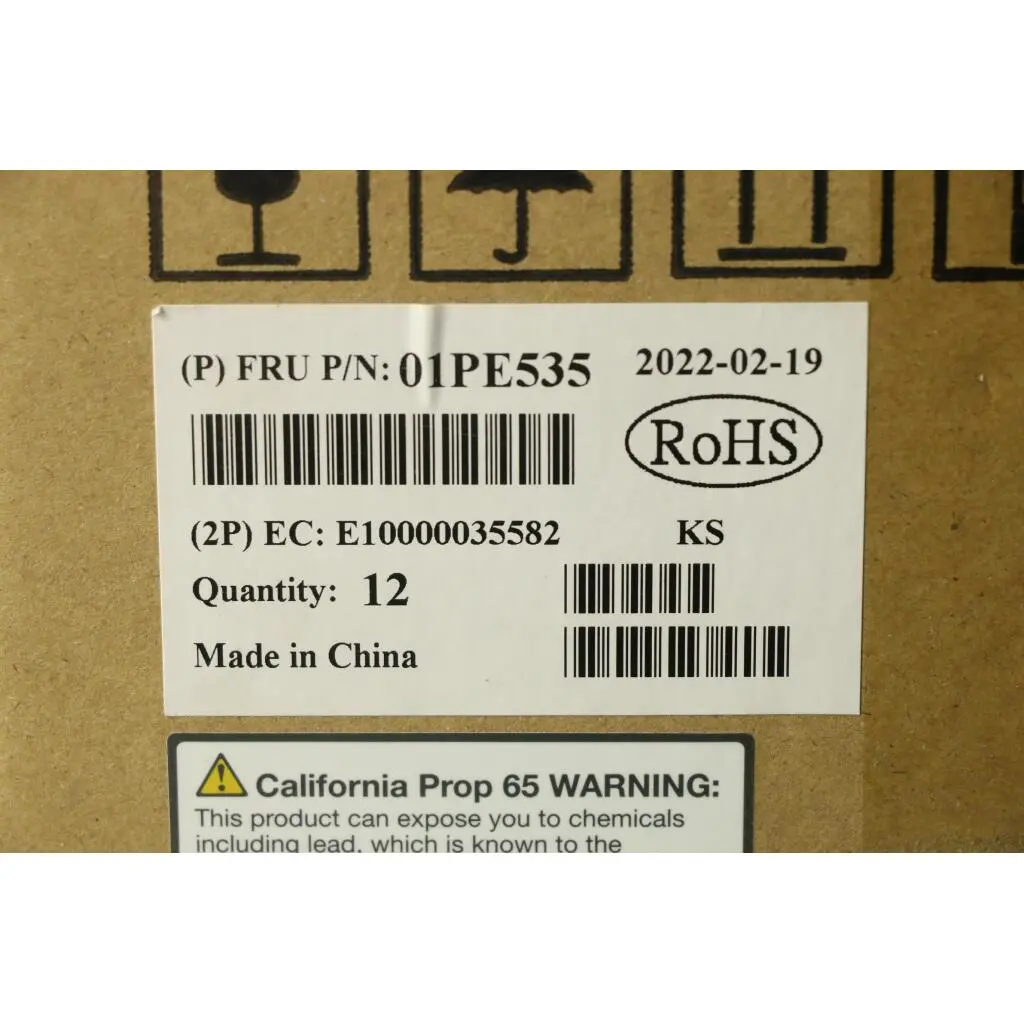 (P) FRU P/N: 01PE535 2022-02-19
RoHS
(2P) EC: E10000035582 KS
Quantity: 12
Made in China
California Prop 65 WARNING:
This product can expose you to chemicals
including lead, which is known to the